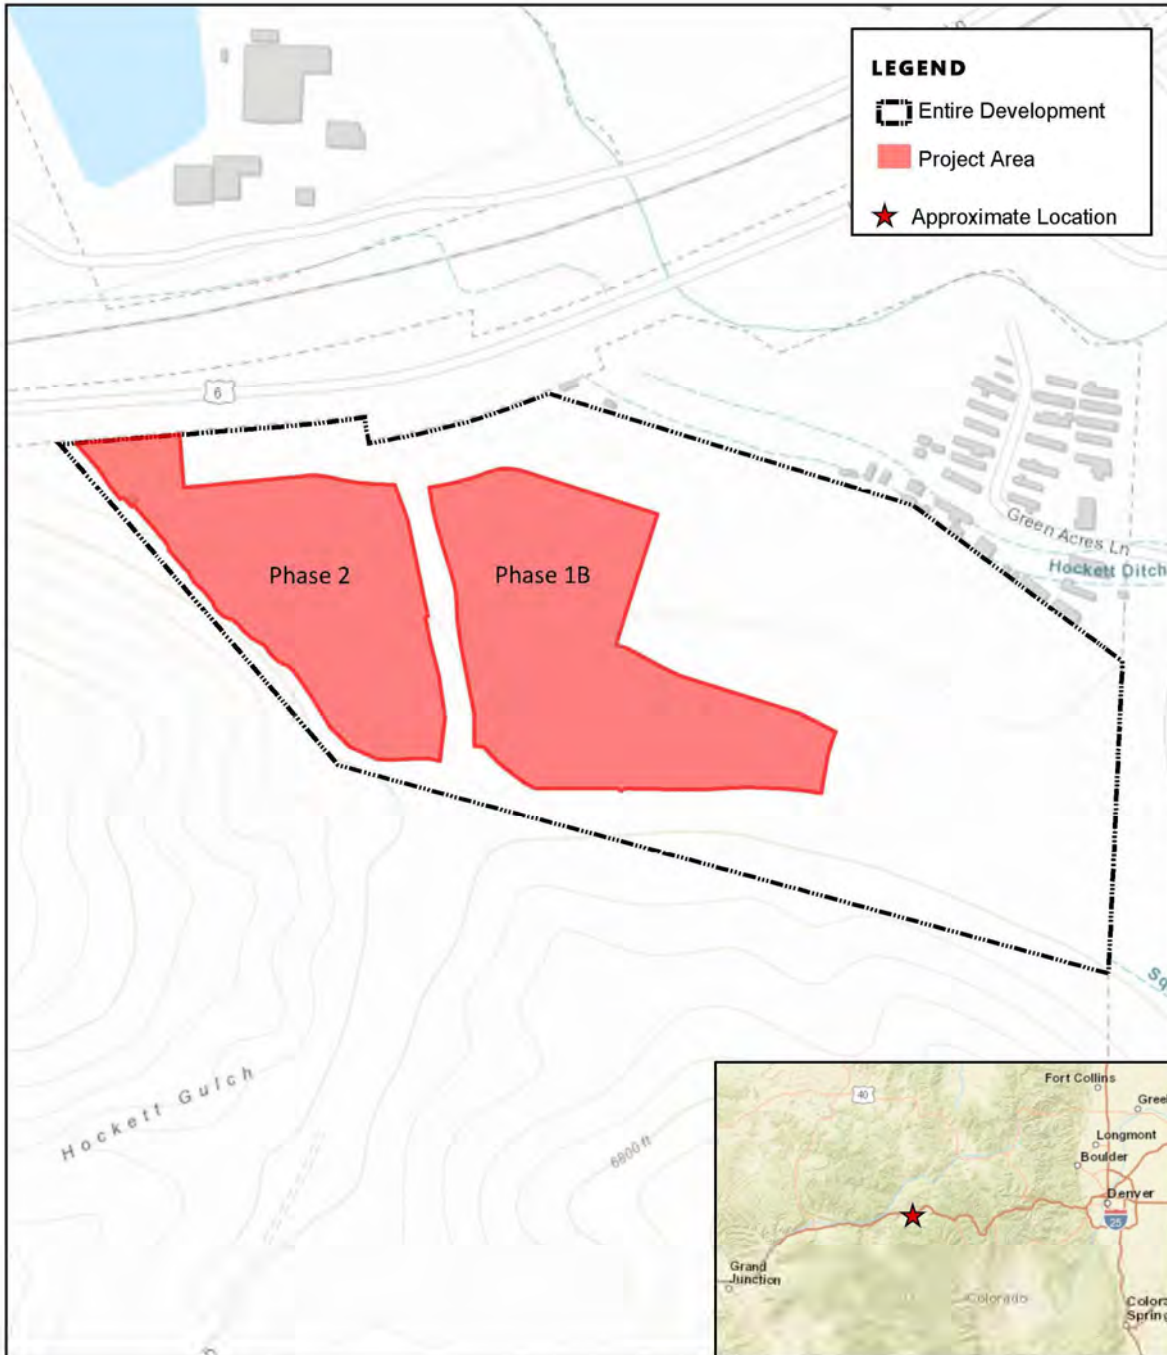 LEGEND
Entire Development
Project Area
Approximate Location
6
Phase 2
Phase 1B
Green Acres Ln
Hockett Ditch
Hockett Gulch
6800 ft
Fort Collins
40
Longmont
Boulder
Denver
25
Grand
Junction
Colorado